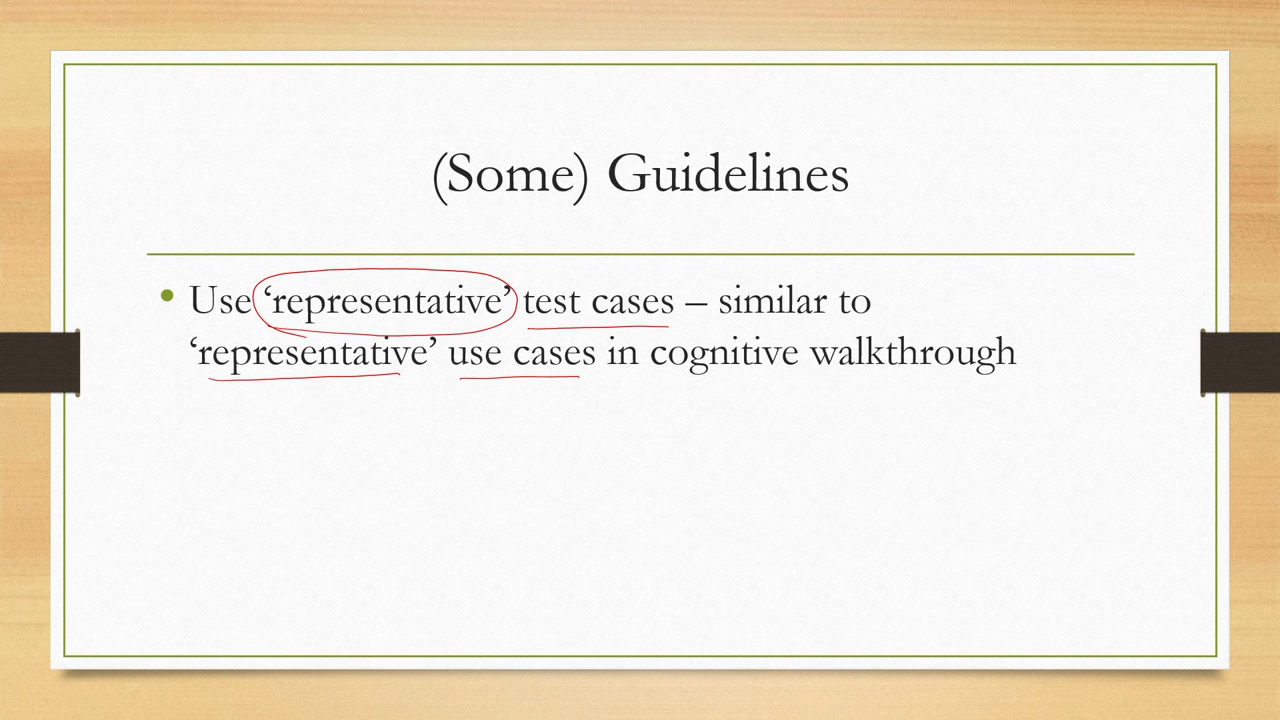 (Some) Guidelines
• Use ‘representative’ test cases – similar to
‘representative’ use cases in cognitive walkthrough